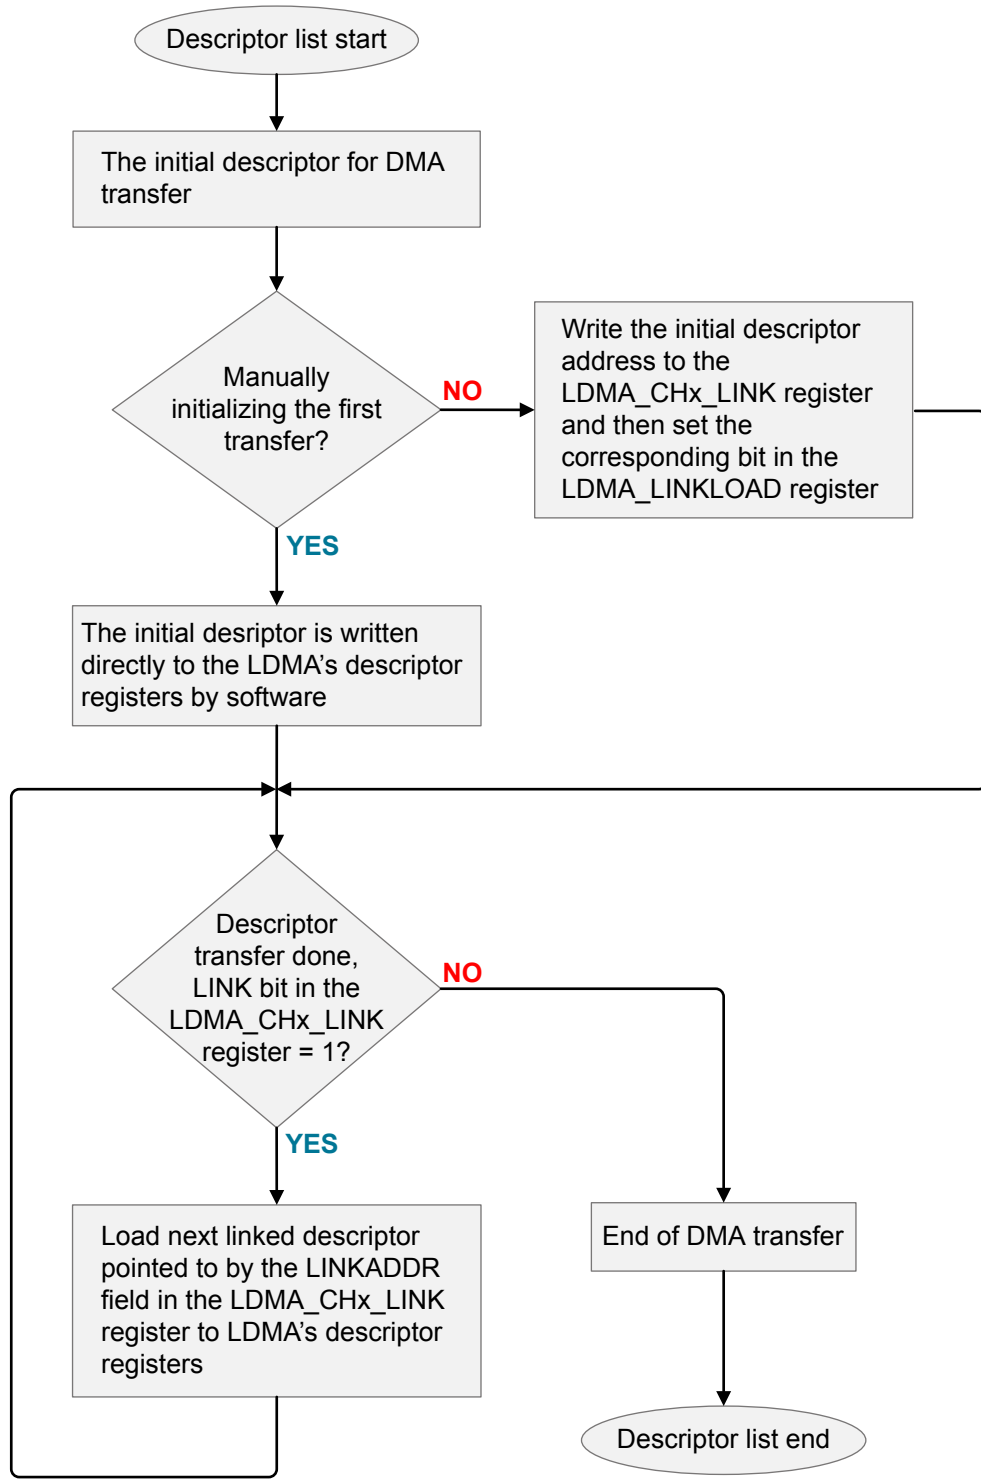 Descriptor list start
The initial descriptor for DMA
transfer
Manually
initializing the first
transfer?
NO
Write the initial descriptor
address to the
LDMA_CHx_LINK register
and then set the
corresponding bit in the
LDMA_LINKLOAD register
YES
The initial desriptor is written
directly to the LDMA's descriptor
registers by software
Descriptor
transfer done,
LINK bit in the
LDMA_CHx_LINK
register = 1?
NO
YES
Load next linked descriptor
pointed to by the LINKADDR
field in the LDMA_CHx_LINK
register to LDMA's descriptor
registers
End of DMA transfer
Descriptor list end